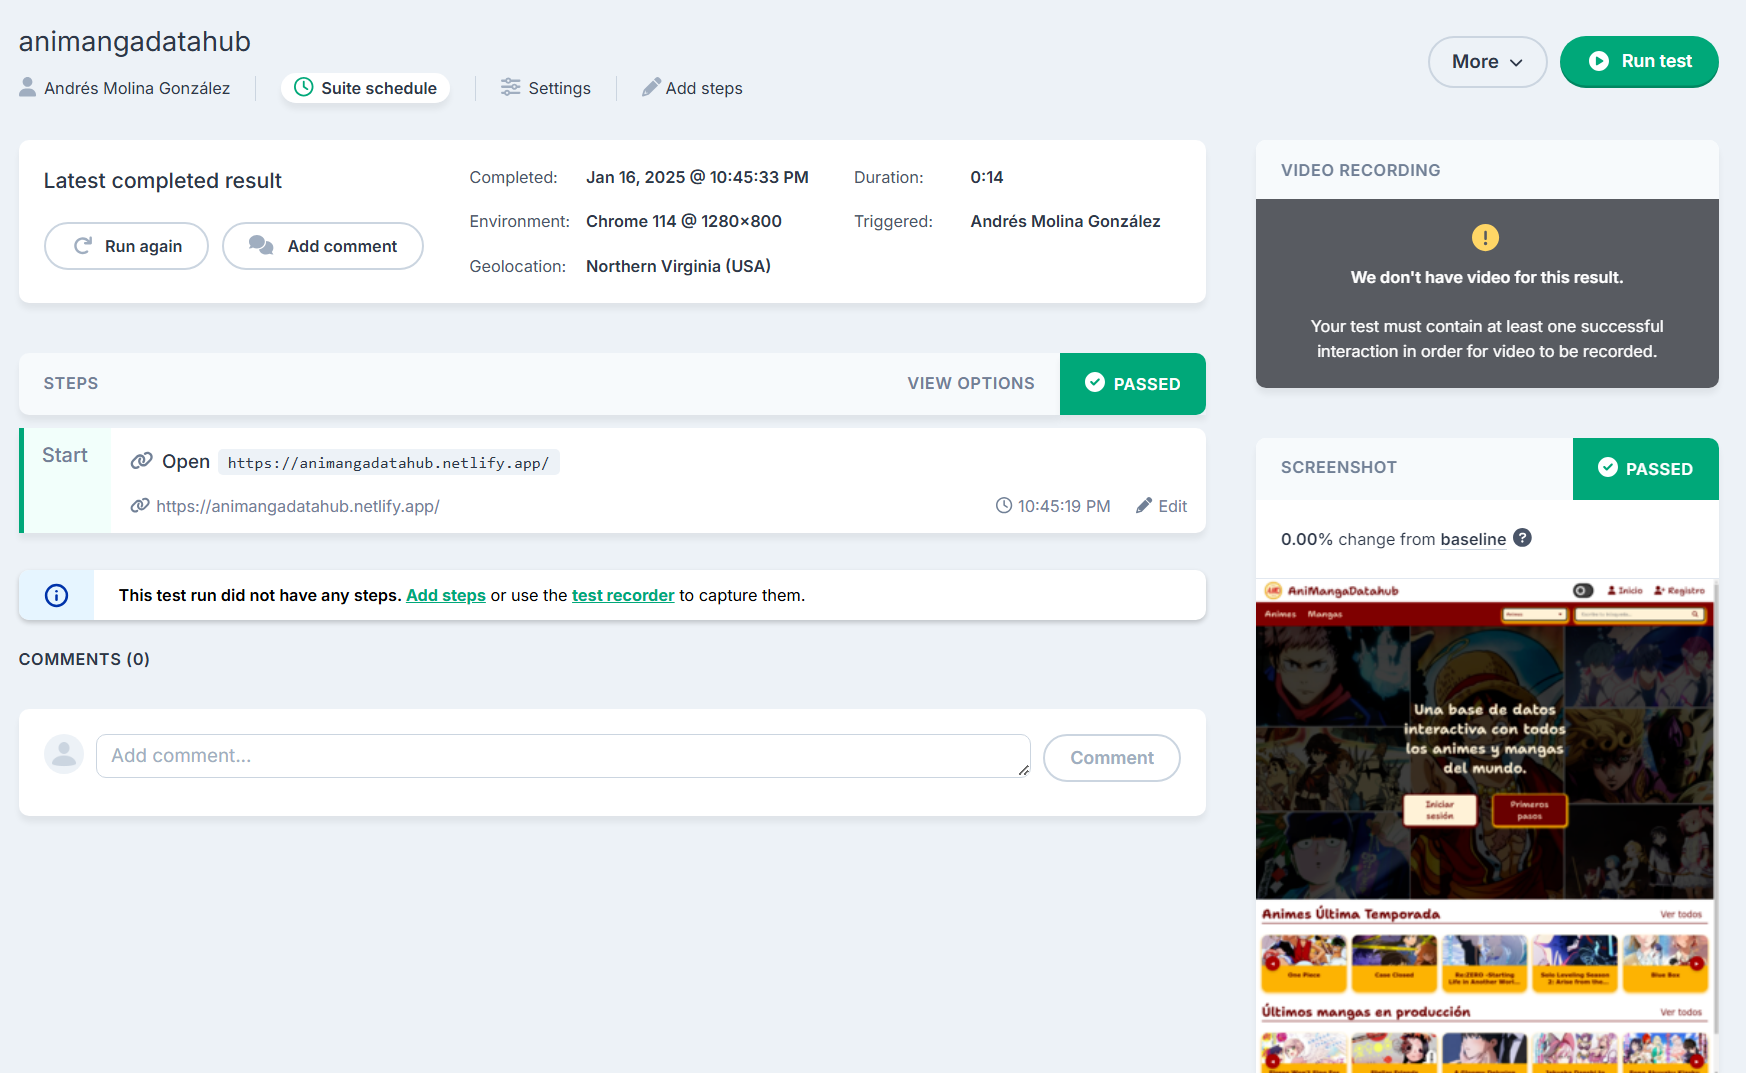 animangadatahub
Andrés Molina González
Suite schedule
Settings
Add steps
More
Run test
Latest completed result
Run again
Add comment
Completed: Jan 16, 2025 @ 10:45:33 PM
Duration: 0:14
Environment: Chrome 114 @ 1280×800
Triggered: Andrés Molina González
Geolocation: Northern Virginia (USA)
STEPS
VIEW OPTIONS
PASSED
Start
Open https://animangadatahub.netlify.app/
https://animangadatahub.netlify.app/
10:45:19 PM
Edit
This test run did not have any steps. Add steps or use the test recorder to capture them.
COMMENTS (0)
Add comment...
Comment
VIDEO RECORDING
We don't have video for this result.
Your test must contain at least one successful
interaction in order for video to be recorded.
SCREENSHOT
PASSED
0.00% change from baseline
AniMangaDatahub
Inicio
Registro
Animes
Mangas
Una base de datos
interactiva con todos
los animes y mangas
del mundo.
Iniciar
sesión
Primeros
pasos
Animes Última Temporada
Ver todos
One Piece
Case Closed
Re:ZERO -Starting
Life in Another Worl...
Solo Leveling Season
2: Arise from the...
Blue Box
Últimos mangas en producción
Ver todos